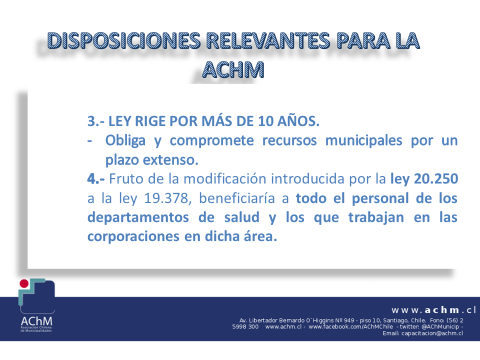 DISPOSICIONES RELEVANTES PARA LA
ACHM
3.- LEY RIGE POR MÁS DE 10 AÑOS.
- Obliga y compromete recursos municipales por un
plazo extenso.
4.- Fruto de la modificación introducida por la ley 20.250
a la ley 19.378, beneficiaría a todo el personal de los
departamentos de salud y los que trabajan en las
corporaciones en dicha área.
AChM
Asociación Chilena
de Municipalidades
www.achm.cl
Av. Libertador Bernardo O´Higgins Nº 949 - piso 10, Santiago, Chile. Fono: (56) 2
5998 300 www.achm.cl - www.facebook.com/AChMChile - twitter @AChMunicip -
Email: capacitacion@achm.cl